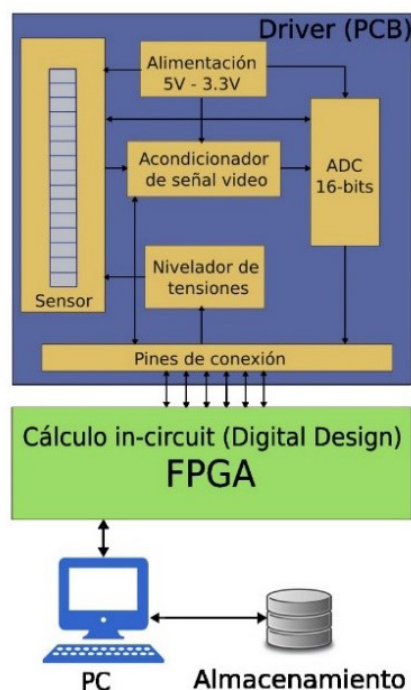 Driver (PCB)
Alimentación
5V - 3.3V
Acondicionador
de señal video
ADC
16-bits
Nivelador de
tensiones
Sensor
Pines de conexión
Cálculo in-circuit (Digital Design)
FPGA
PC
Almacenamiento